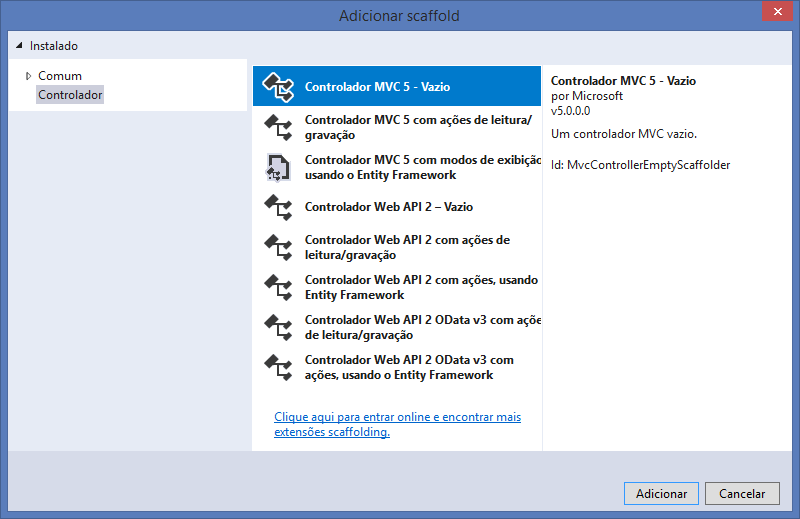 Adicionar scaffold
Instalado
Comum
Controlador
Controlador MVC 5 - Vazio
Controlador MVC 5 com ações de leitura/
gravação
Controlador MVC 5 com modos de exibição
usando o Entity Framework
Controlador Web API 2 – Vazio
Controlador Web API 2 com ações de
leitura/gravação
Controlador Web API 2 com ações, usando
Entity Framework
Controlador Web API 2 OData v3 com açõe
de leitura/gravação
Controlador Web API 2 OData v3 com
ações, usando o Entity Framework
Clique aqui para entrar online e encontrar mais
extensões scaffolding.
Controlador MVC 5 - Vazio
por Microsoft
v5.0.0.0
Um controlador MVC vazio.
Id: MvcControllerEmptyScaffolder
Adicionar
Cancelar